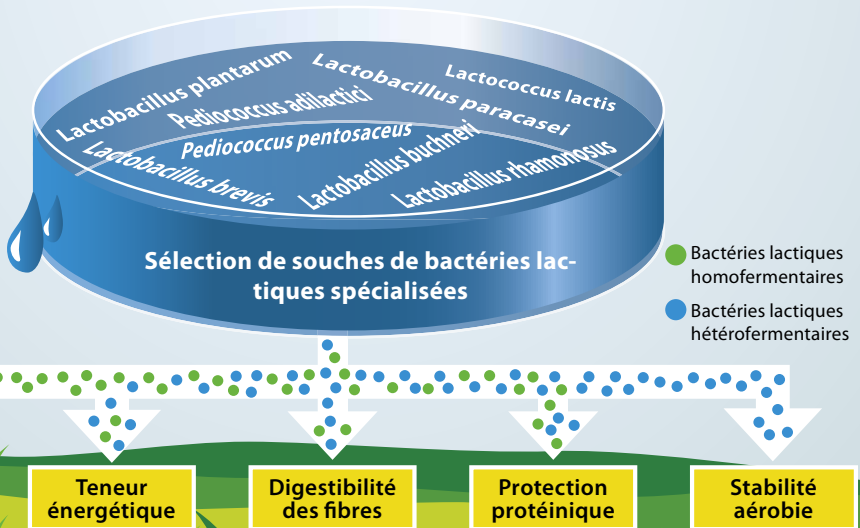 Lactobacillus plantarum
Lactococcus lactis
Lactobacillus paracasei
Pediococcus adilactici
Pediococcus pentosaceus
Lactobacillus brevis
Lactobacillus buchneri
Lactobacillus rhamonosus
Sélection de souches de bactéries lac-
tiques spécialisées
Bactéries lactiques
homofermentaires
Bactéries lactiques
hétérofermentaires
Teneur
énergétique
Digestibilité
des fibres
Protection
protéinique
Stabilité
aérobie